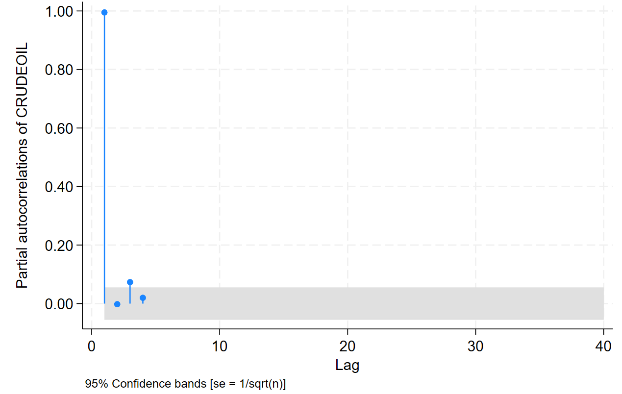 1.00
0.80
0.60
0.40
0.20
0.00
Partial autocorrelations of CRUDEOIL
0 10 20 30 40
Lag
95% Confidence bands [se = 1/sqrt(n)]